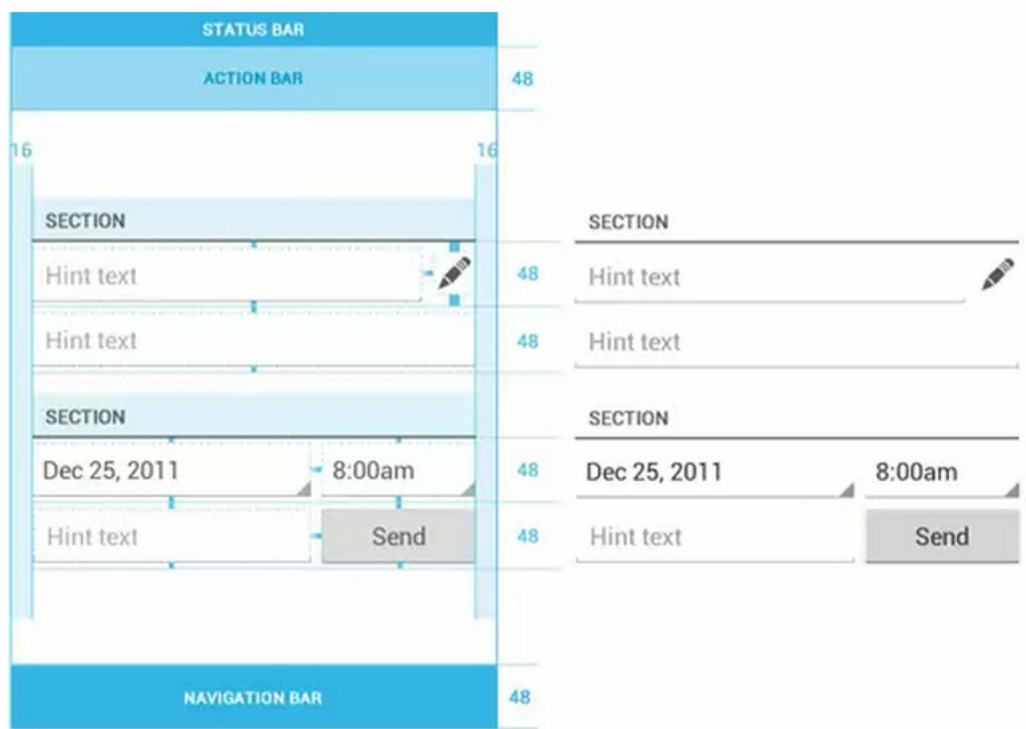 STATUS BAR
ACTION BAR
48
16
16
SECTION
Hint text
48
Hint text
48
SECTION
Dec 25, 2011
8:00am
48
Hint text
Send
48
NAVIGATION BAR
48
SECTION
Hint text
Hint text
SECTION
Dec 25, 2011
8:00am
Hint text
Send